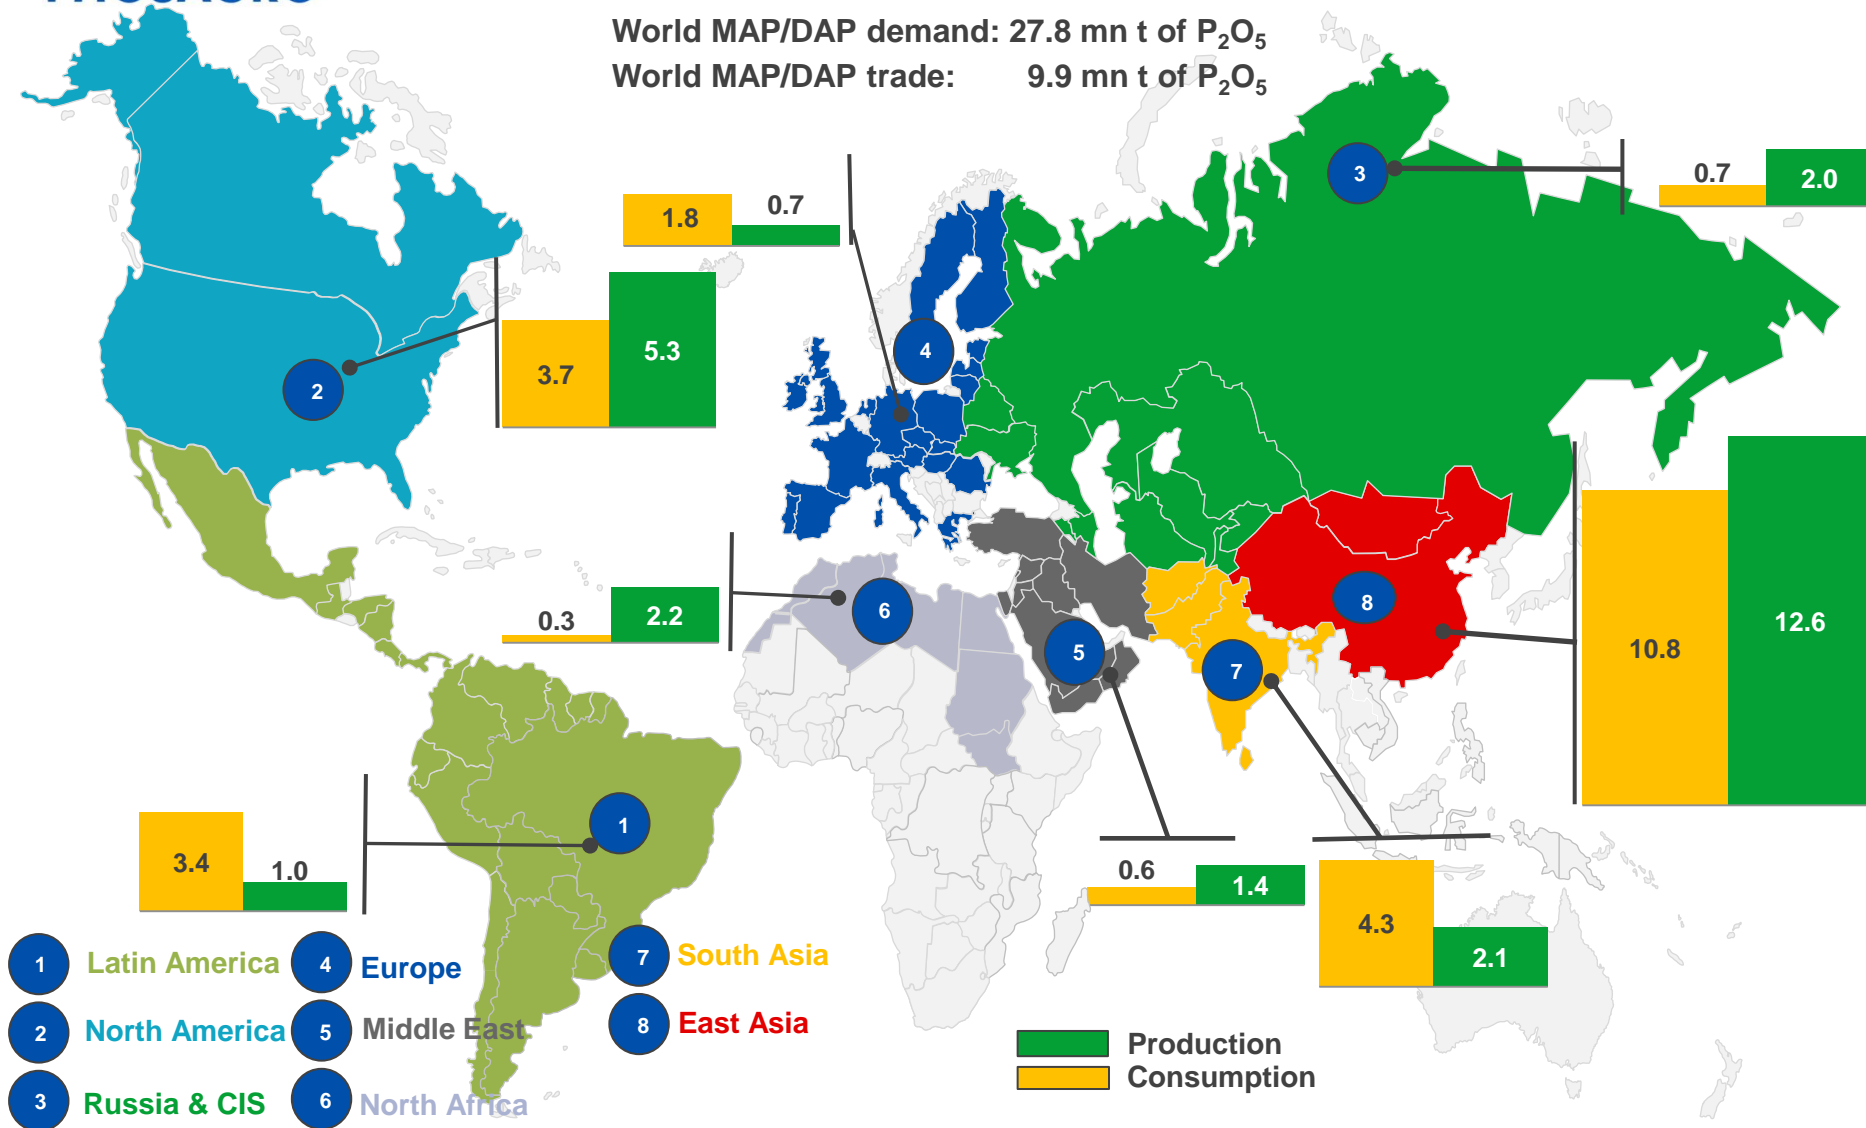 World MAP/DAP demand: 27.8 mn t of P₂O₅
World MAP/DAP trade: 9.9 mn t of P₂O₅
3
0.7
2.0
1.8
0.7
4
3.7
5.3
2
0.3
2.2
6
5
7
8
10.8
12.6
3.4
1.0
1
0.6
1.4
4.3
2.1
1 Latin America
4 Europe
7 South Asia
2 North America
5 Middle East
8 East Asia
3 Russia & CIS
6 North Africa
Production
Consumption